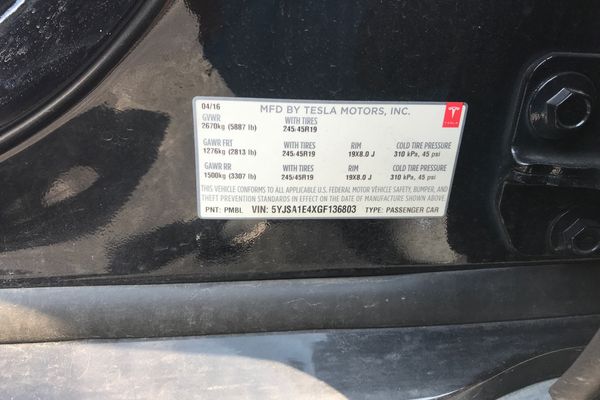 04/16 MFD BY TESLA MOTORS, INC.
GVWR WITH TIRES
2670kg (5887 lb) 245/45R19
GAWR FRT WITH TIRES RIM COLD TIRE PRESSURE
1276kg (2813 lb) 245/45R19 19X8.0 J 310 kPa, 45 psi
GAWR RR WITH TIRES RIM COLD TIRE PRESSURE
1500kg (3307 lb) 245/45R19 19X8.0 J 310 kPa, 45 psi
THIS VEHICLE CONFORMS TO ALL APPLICABLE U.S. FEDERAL MOTOR VEHICLE SAFETY, BUMPER, AND
THEFT PREVENTION STANDARDS IN EFFECT ON THE DATE OF MANUFACTURE SHOWN ABOVE.
PNT: PMBL VIN: 5YJSA1E4XGF136803 TYPE: PASSENGER CAR